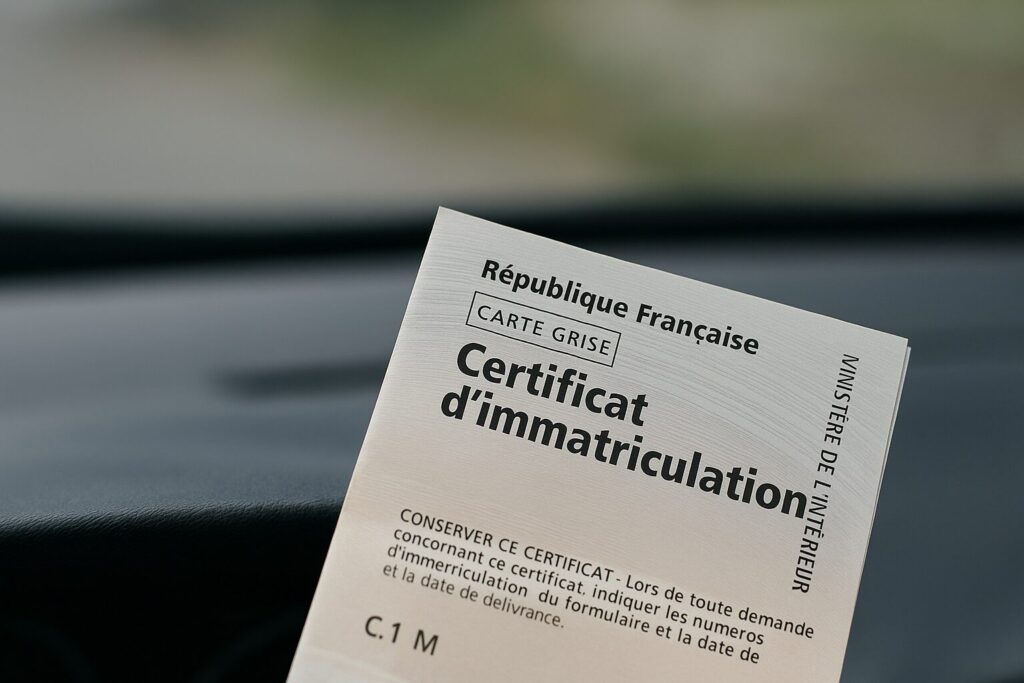 République Française
CARTE GRISE
Certificat
d'immatriculation
MINISTÈRE DE L'INTÉRIEUR
CONSERVER CE CERTIFICAT - Lors de toute demande
concornant ce certificat, indiquer les numeros
d'immerriculation du formulaire et la date de
et la date de delivrance.
C.1 M